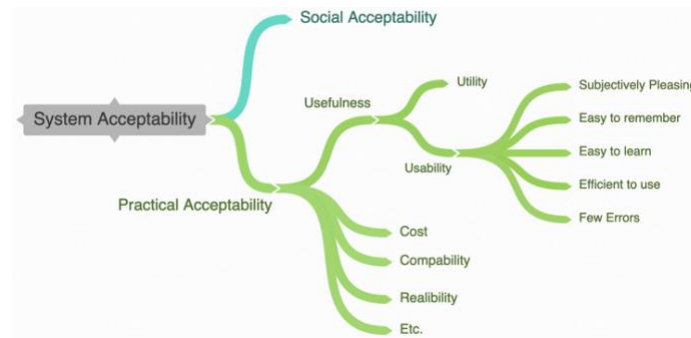 Social Acceptability
System Acceptability
Practical Acceptability
Usefulness
Utility
Usability
Subjectively Pleasing
Easy to remember
Easy to learn
Efficient to use
Few Errors
Cost
Compability
Realibility
Etc.